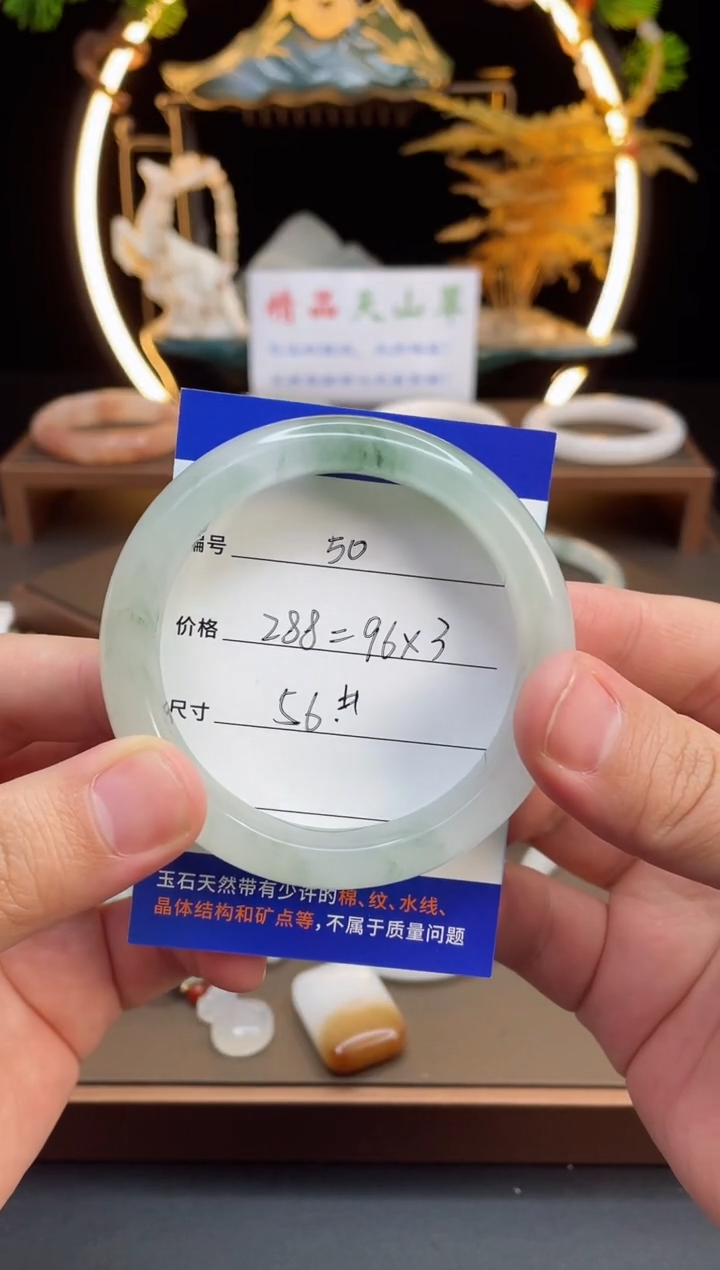 精品天山翠
编号 50
价格 288=96×3
尺寸 56#
玉石天然带有少许的棉、纹、水线、
晶体结构和矿点等,不属于质量问题